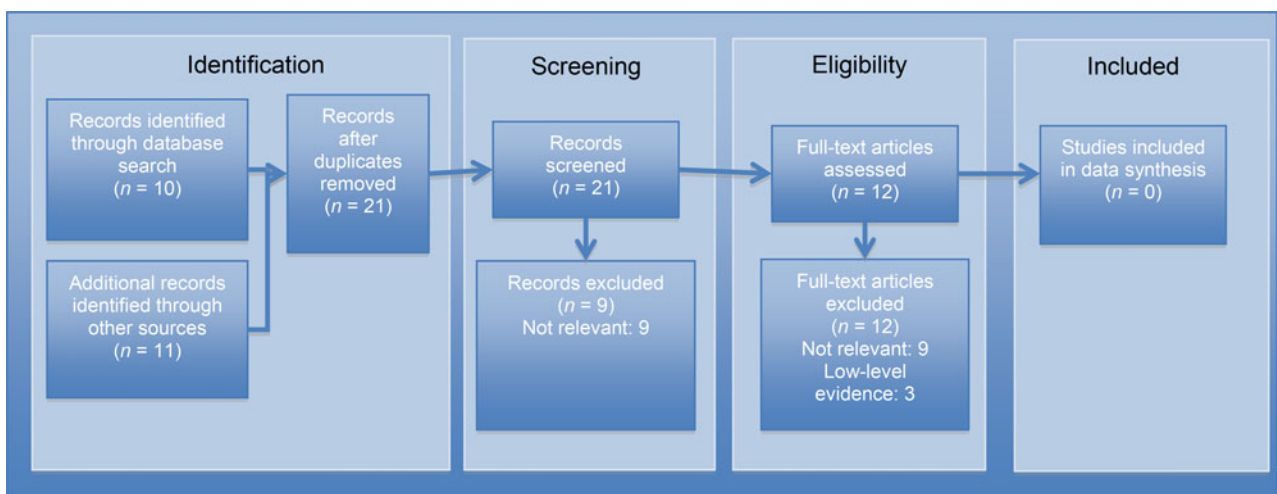 Identification
Records identified
through database
search
(n = 10)
Additional records
identified through
other sources
(n = 11)
Records
after
duplicates
removed
(n = 21)
Screening
Records
screened
(n = 21)
Records excluded
(n = 9)
Not relevant: 9
Eligibility
Full-text articles
assessed
(n = 12)
Full-text articles
excluded
(n = 12)
Not relevant: 9
Low-level
evidence: 3
Included
Studies included
in data synthesis
(n = 0)